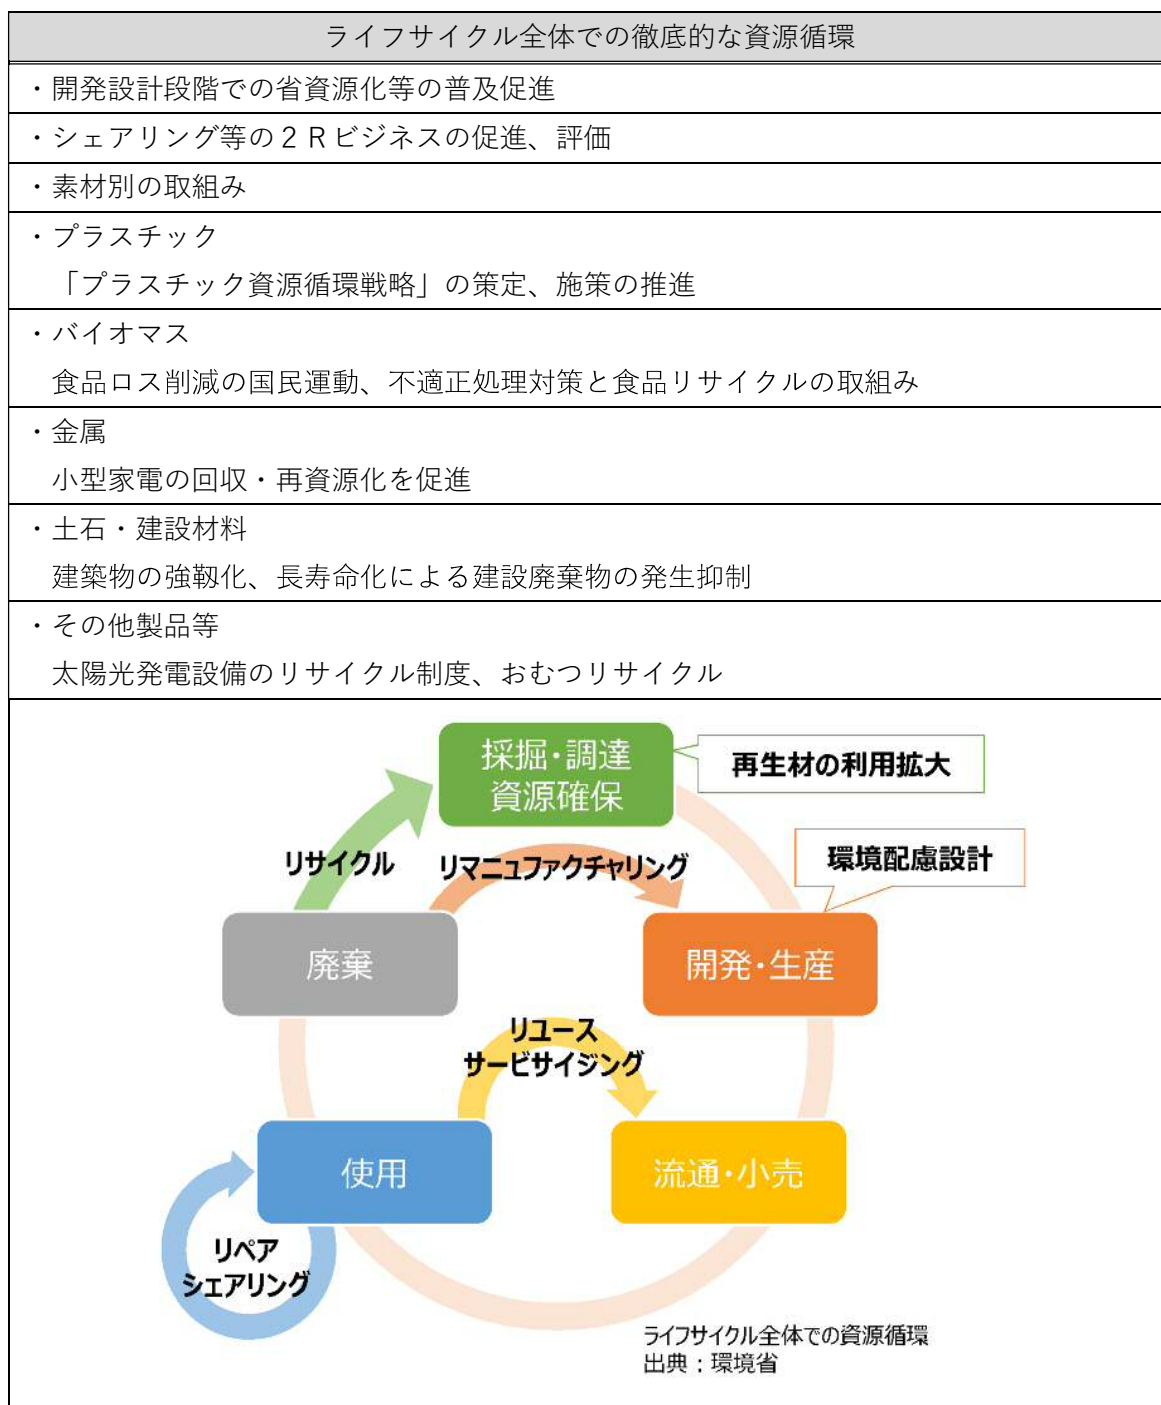 ライフサイクル全体での徹底的な資源循環
・開発設計段階での省資源化等の普及促進
・シェアリング等の２Ｒビジネスの促進、評価
・素材別の取組み
・プラスチック
「プラスチック資源循環戦略」の策定、施策の推進
・バイオマス
食品ロス削減の国民運動、不適正処理対策と食品リサイクルの取組み
・金属
小型家電の回収・再資源化を促進
・土石・建設材料
建築物の強靱化、長寿命化による建設廃棄物の発生抑制
・その他製品等
太陽光発電設備のリサイクル制度、おむつリサイクル
採掘・調達
資源確保
再生材の利用拡大
リサイクル
リマニュファクチャリング
環境配慮設計
廃棄
開発・生産
リユース
サービサイジング
使用
流通・小売
リペア
シェアリング
ライフサイクル全体での資源循環
出典：環境省